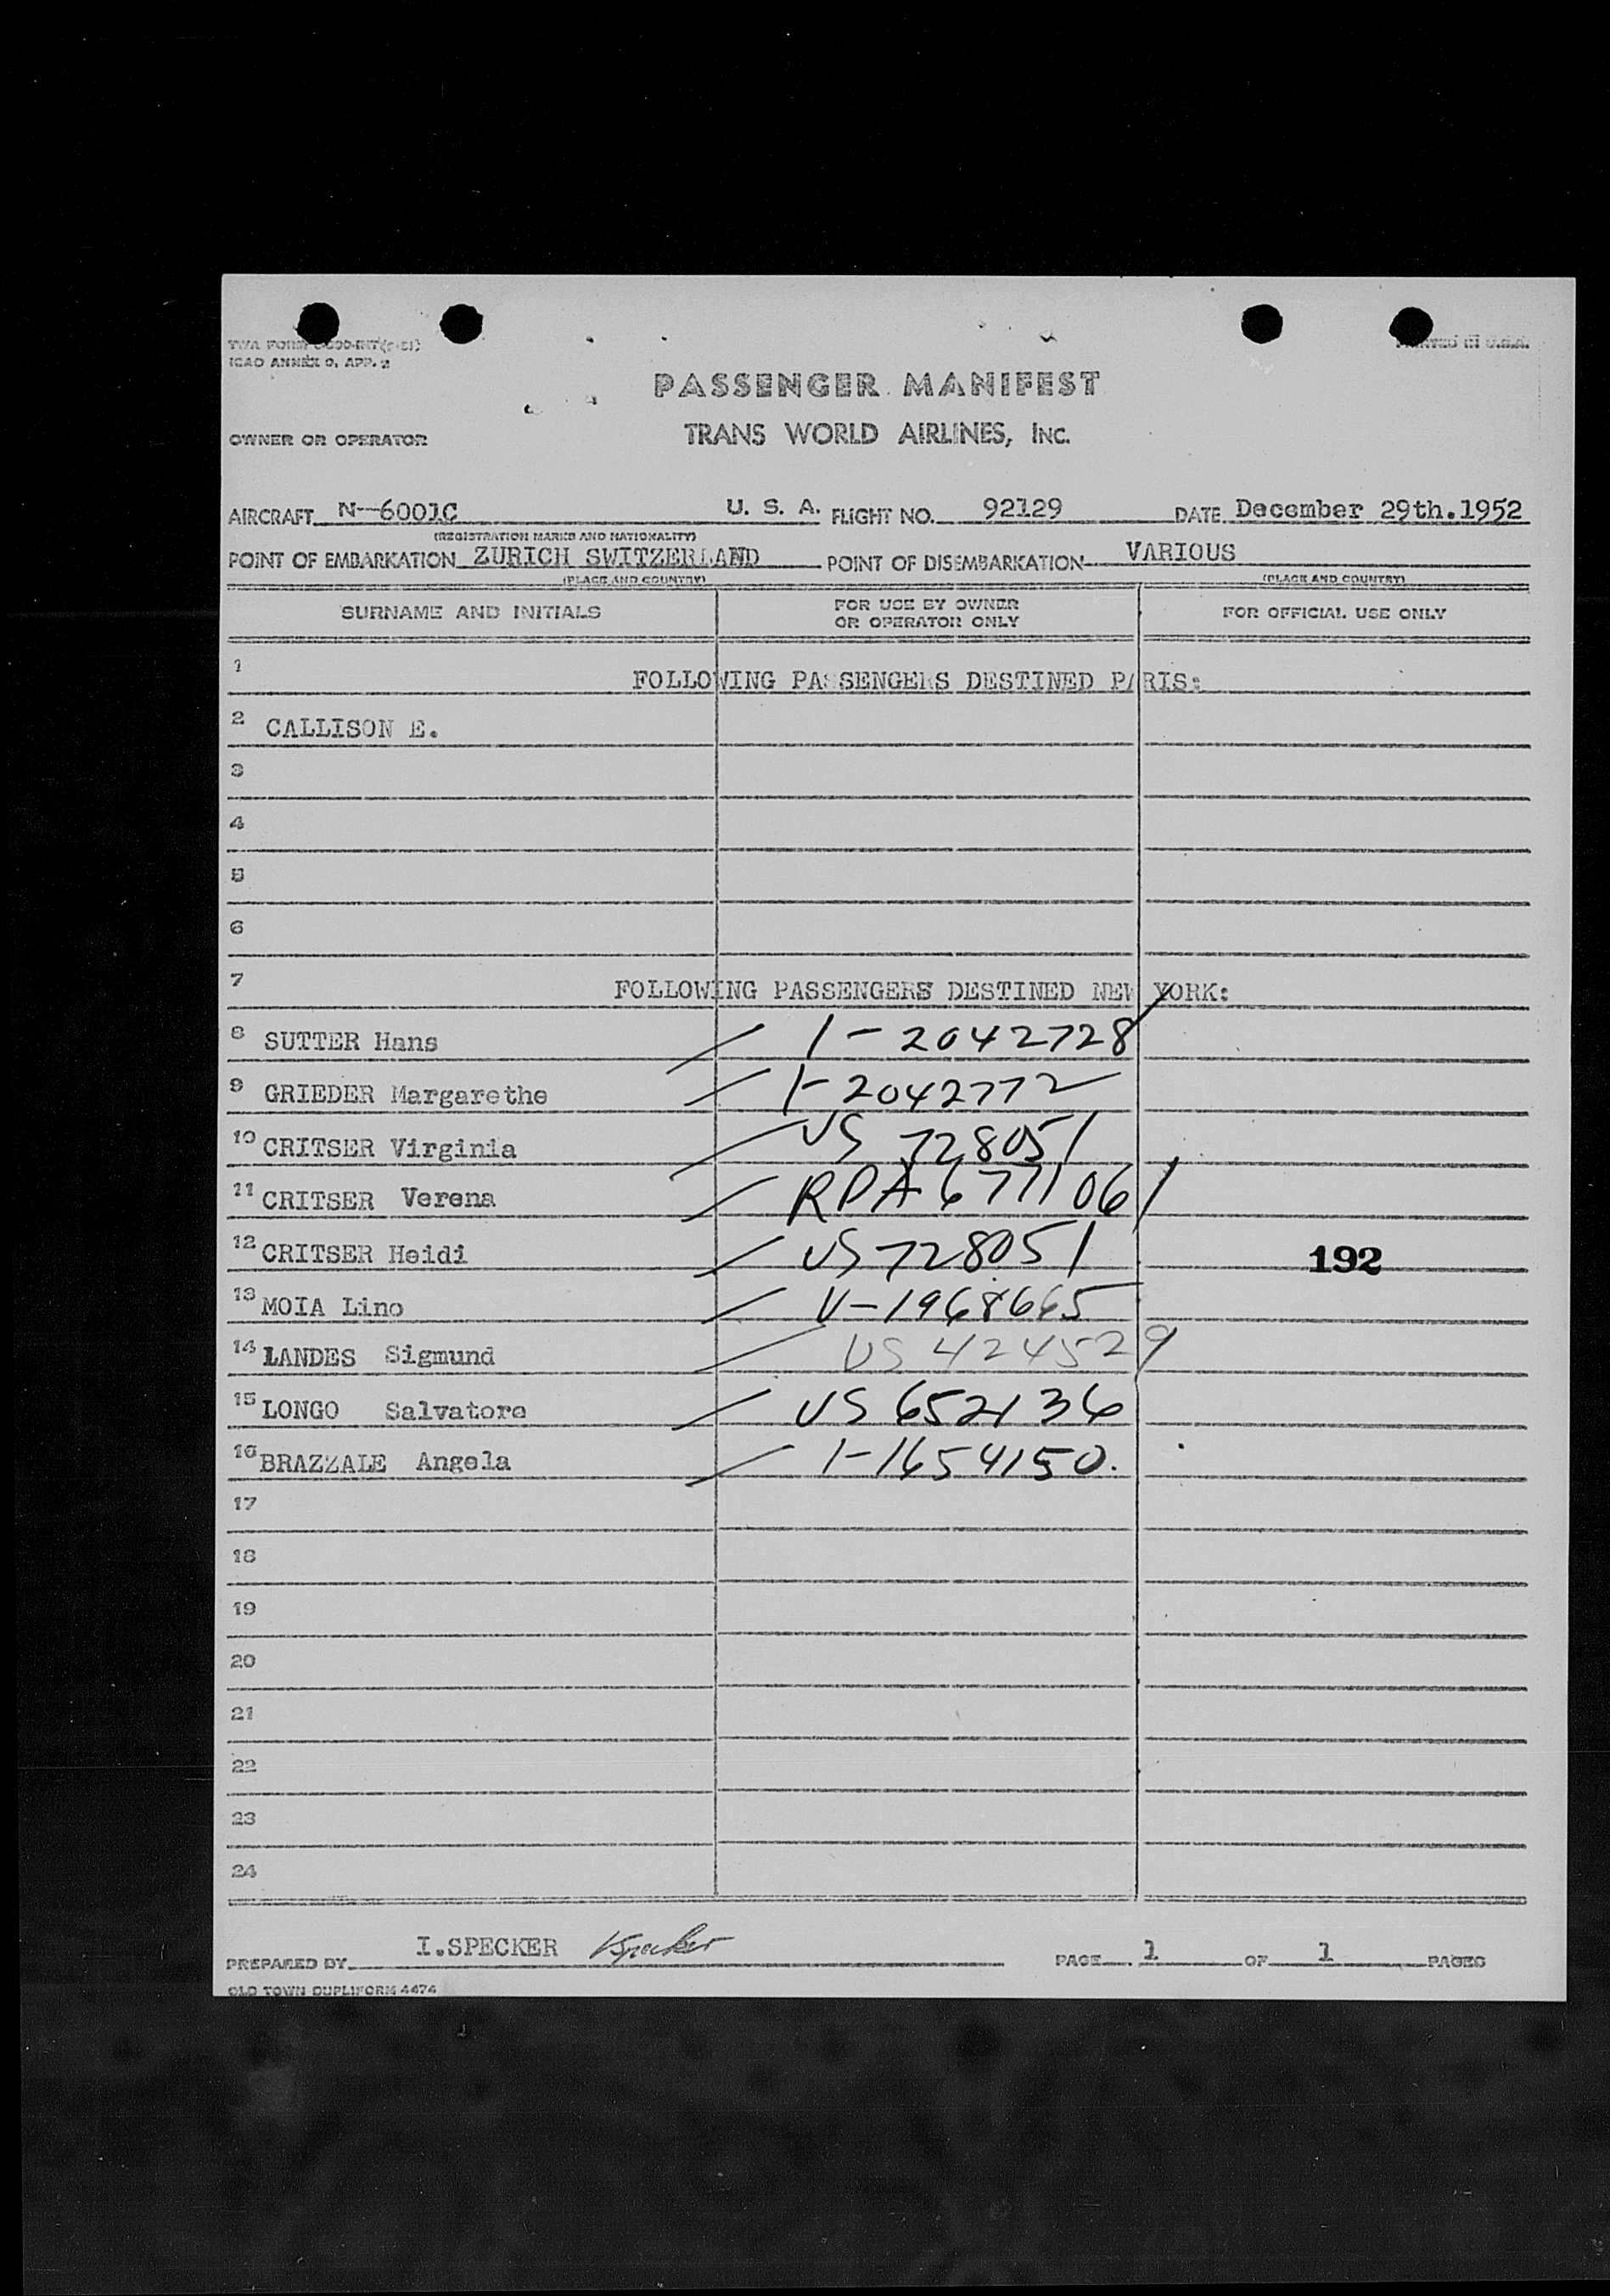 ICAO ANNEX 9, APP. 2
PRINTED IN U.S.A.
PASSENGER MANIFEST
OWNER OR OPERATOR TRANS WORLD AIRLINES, INC.
AIRCRAFT N-6001C U. S. A. FLIGHT NO. 92129 DATE December 29th.1952
(REGISTRATION MARKS AND NATIONALITY)
POINT OF EMBARKATION ZURICH SWITZERLAND POINT OF DISEMBARKATION VARIOUS
(PLACE AND COUNTRY) (PLACE AND COUNTRY)
SURNAME AND INITIALS FOR USE BY OWNER OR OPERATOR ONLY FOR OFFICIAL USE ONLY
1 FOLLOWING PASSENGERS DESTINED PARIS:
2 CALLISON E.
3
4
5
6
7 FOLLOWING PASSENGERS DESTINED NEW YORK:
8 SUTTER Hans 1-2042728
9 GRIEDER Margarethe 1-2042772
10 CRITSER Virginia US 728051
11 CRITSER Verena RPA 677106
12 CRITSER Heidi US 728051 192
13 MOIA Lino V-1968665
14 LANDES Sigmund US 424529
15 LONGO Salvatore US 652136
16 BRAZZALE Angela 1-1654150.
17
18
19
20
21
22
23
24
PREPARED BY I.SPECKER ISpecker PAGE 1 OF 1 PAGES
OLD TOWN DUPLIFORM 4474